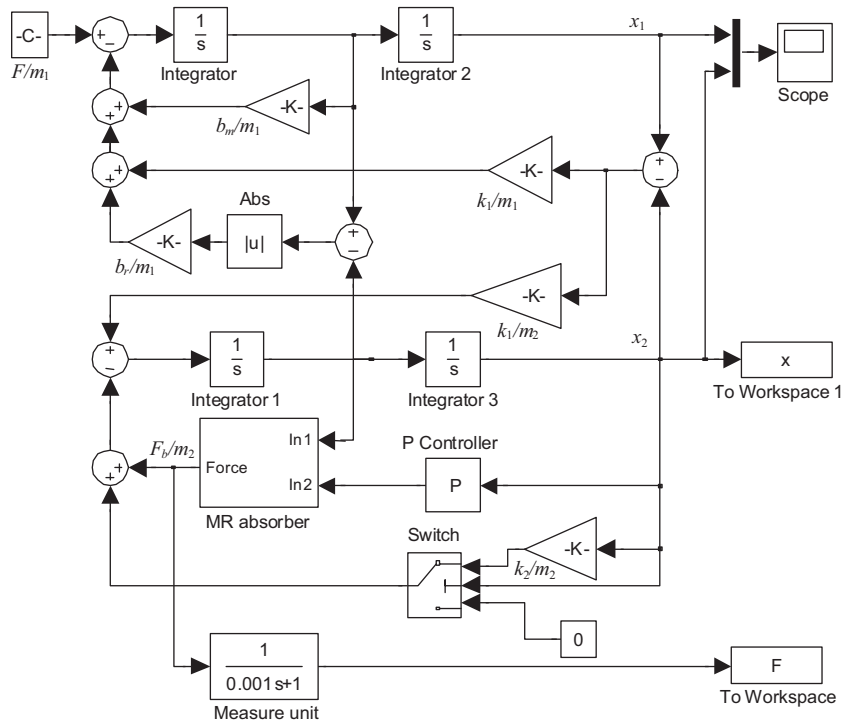 -C-
F/m₁
+
−
1
s
Integrator
1
s
Integrator 2
x₁
Scope
+
+
-K-
bₘ/m₁
+
+
-K-
k₁/m₁
+
−
Abs
|u|
-K-
bᵣ/m₁
+
−
-K-
k₁/m₂
+
−
1
s
Integrator 1
1
s
Integrator 3
x₂
x
To Workspace 1
+
+
F_b/m₂
Force
In1
In2
MR absorber
P Controller
P
Switch
-K-
k₂/m₂
0
1
0.001s+1
Measure unit
F
To Workspace